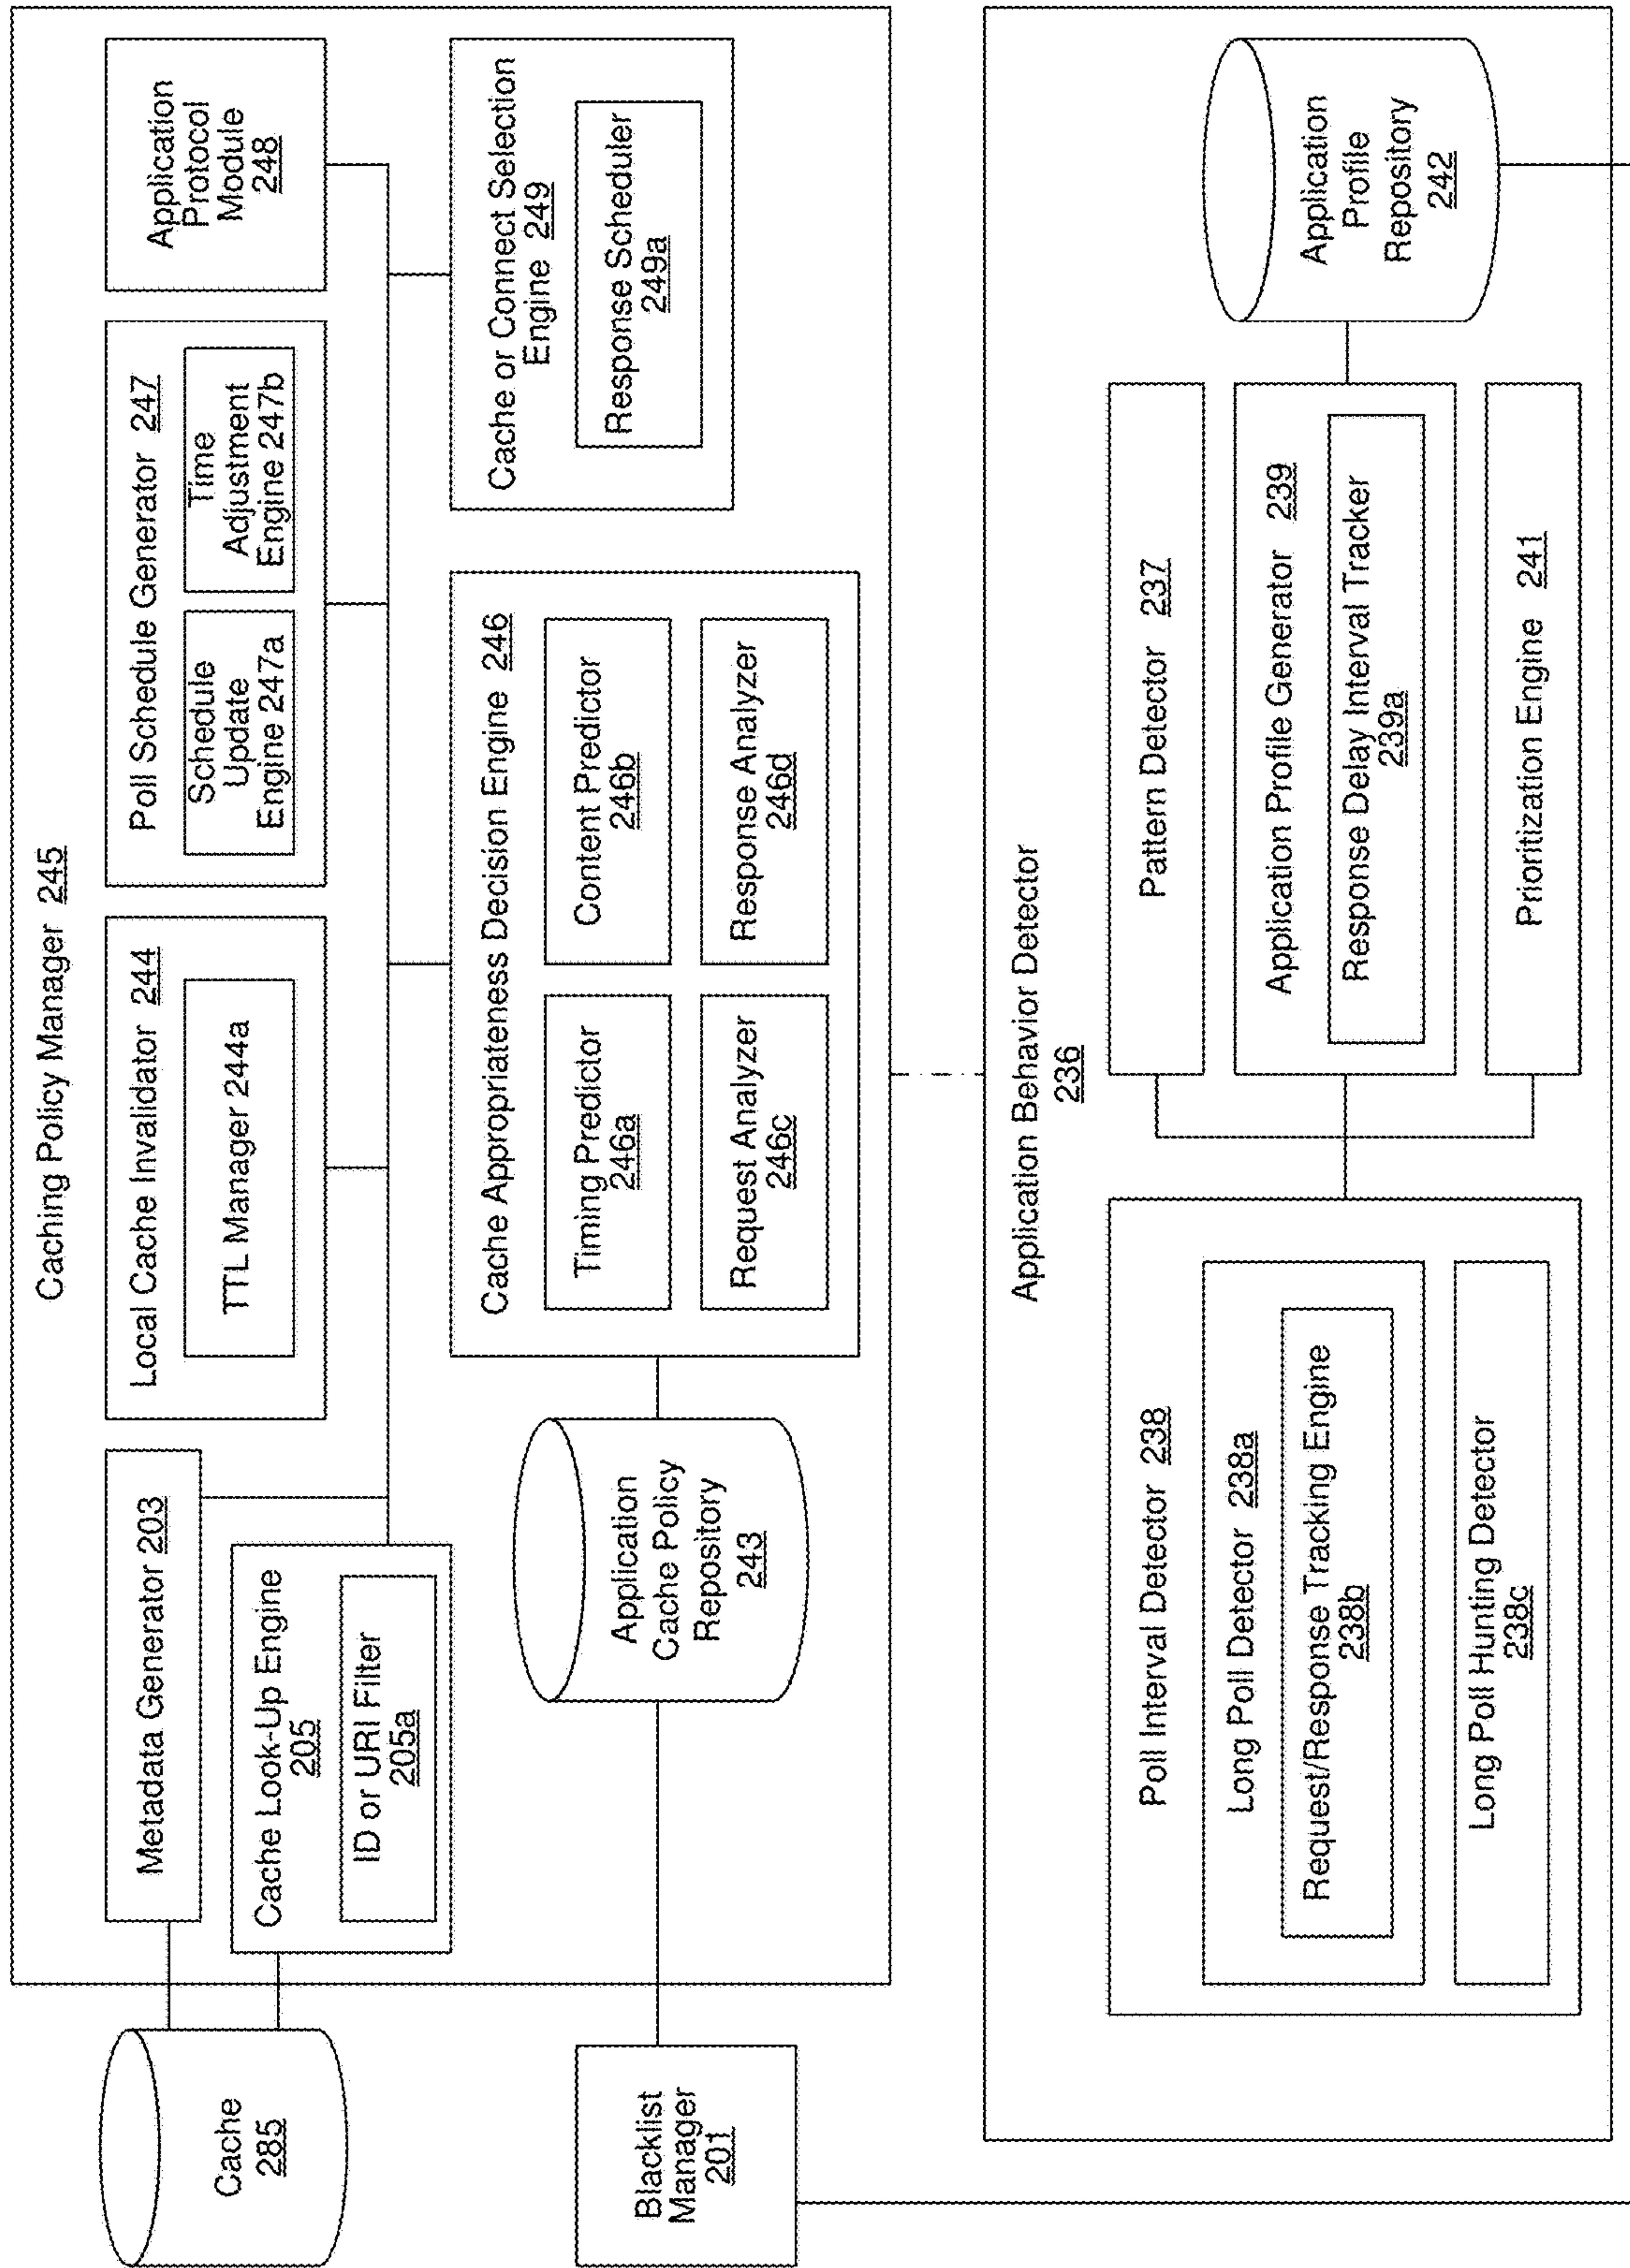 Caching Policy Manager 245
Cache
285
Metadata Generator 203
Cache Look-Up Engine
205
ID or URI Filter
205a
Local Cache Invalidator 244
TTL Manager 244a
Poll Schedule Generator 247
Schedule
Update
Engine 247a
Time
Adjustment
Engine 247b
Application
Protocol
Module
248
Blacklist
Manager
201
Application
Cache Policy
Repository
243
Cache Appropriateness Decision Engine 246
Timing Predictor
246a
Content Predictor
246b
Request Analyzer
246c
Response Analyzer
246d
Cache or Connect Selection
Engine 249
Response Scheduler
249a
Application Behavior Detector
236
Poll Interval Detector 238
Long Poll Detector 238a
Request/Response Tracking Engine
238b
Long Poll Hunting Detector
238c
Pattern Detector 237
Application Profile Generator 239
Response Delay Interval Tracker
239a
Prioritization Engine 241
Application
Profile
Repository
242